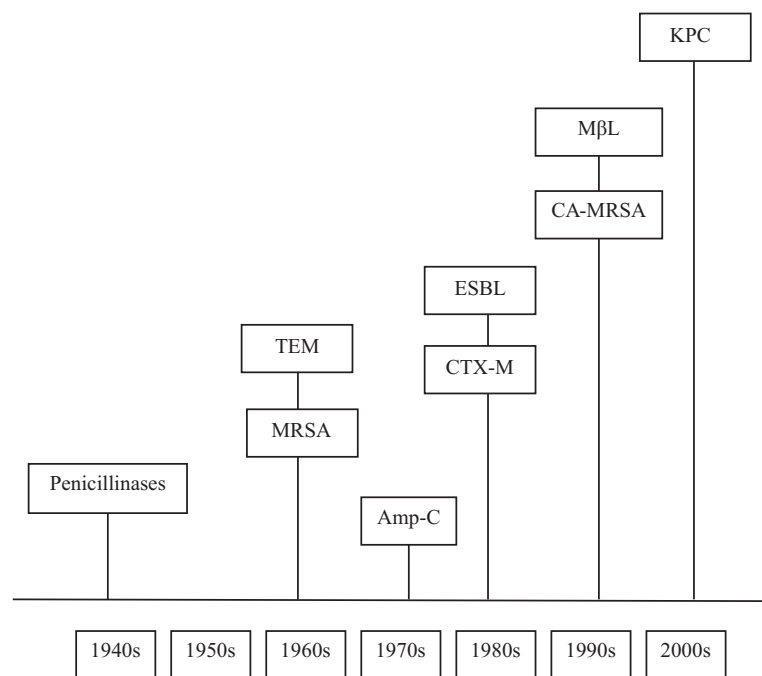 KPC
MβL
CA-MRSA
ESBL
TEM
CTX-M
MRSA
Penicillinases
Amp-C
1940s
1950s
1960s
1970s
1980s
1990s
2000s